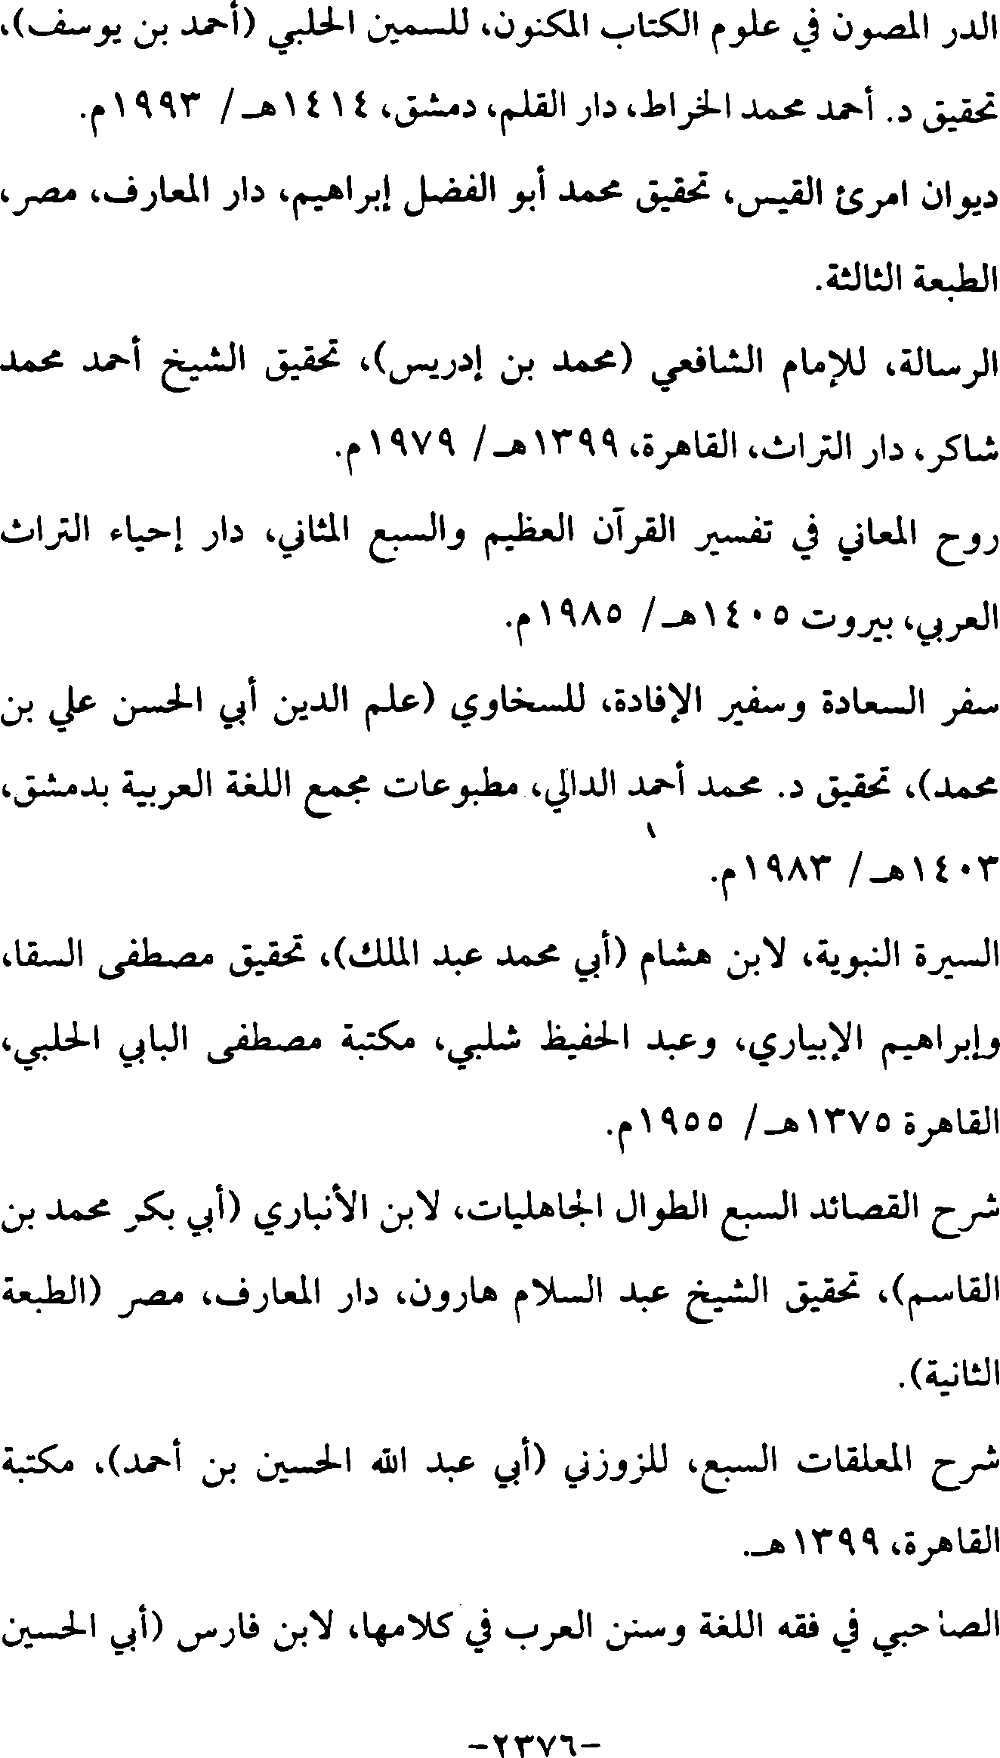 الدر المصون في علوم الكتاب المكنون، للسمين الحلبي (أحمد بن يوسف)،
تحقيق د. أحمد محمد الخراط، دار القلم، دمشق، ١٤١٤هـ/ ١٩٩٣م.
ديوان امرئ القيس، تحقيق محمد أبو الفضل إبراهيم، دار المعارف، مصر،
الطبعة الثالثة.
الرسالة، للإمام الشافعي (محمد بن إدريس)، تحقيق الشيخ أحمد محمد
شاكر، دار التراث، القاهرة، ١٣٩٩هـ/ ١٩٧٩م.
روح المعاني في تفسير القرآن العظيم والسبع المثاني، دار إحياء التراث
العربي، بيروت ١٤٠٥هـ/ ١٩٨٥م.
سفر السعادة وسفير الإفادة، للسخاوي (علم الدين أبي الحسن علي بن
محمد)، تحقيق د. محمد أحمد الدالي، مطبوعات مجمع اللغة العربية بدمشق،
١٤٠٣هـ/ ١٩٨٣م.
السيرة النبوية، لابن هشام (أبي محمد عبد الملك)، تحقيق مصطفى السقا،
وإبراهيم الإبياري، وعبد الحفيظ شلبي، مكتبة مصطفى البابي الحلبي،
القاهرة ١٣٧٥هـ/ ١٩٥٥م.
شرح القصائد السبع الطوال الجاهليات، لابن الأنباري (أبي بكر محمد بن
القاسم)، تحقيق الشيخ عبد السلام هارون، دار المعارف، مصر (الطبعة
الثانية).
شرح المعلقات السبع، للزوزني (أبي عبد الله الحسين بن أحمد)، مكتبة
القاهرة، ١٣٩٩هـ.
الصاحبي في فقه اللغة وسنن العرب في كلامها، لابن فارس (أبي الحسين
-٢٣٧٦-